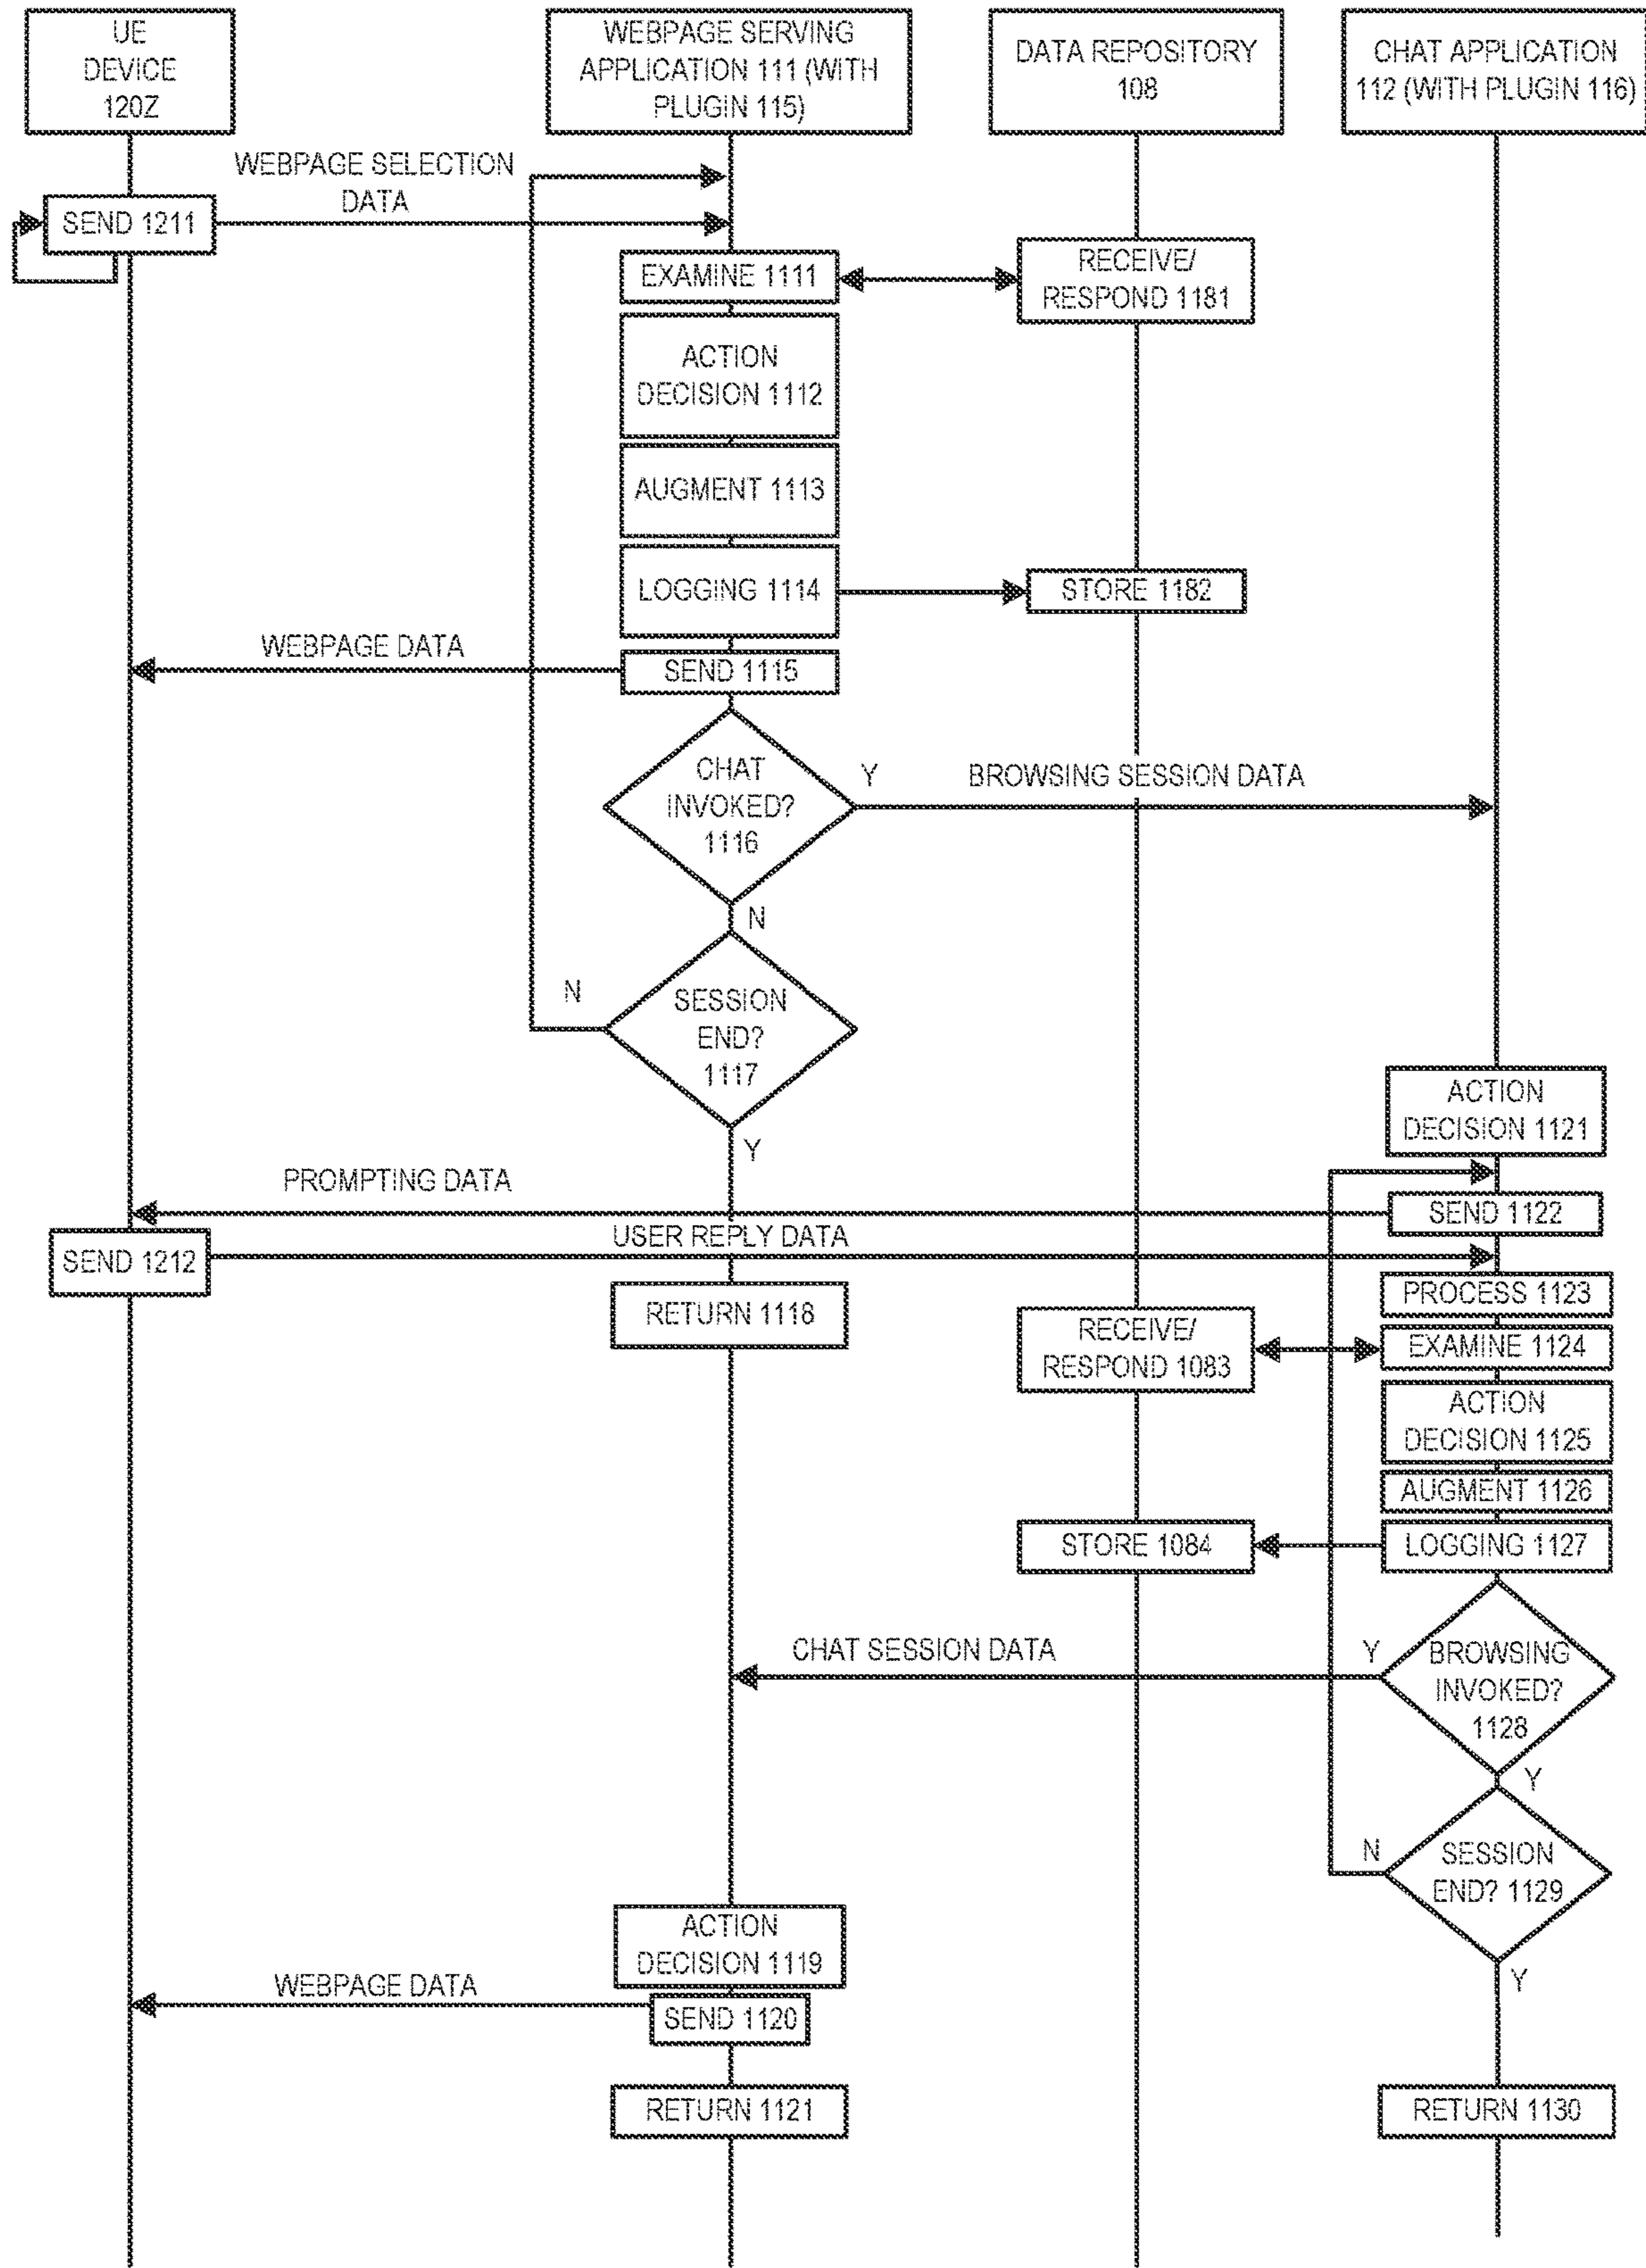 UE
DEVICE
120Z
WEBPAGE SERVING
APPLICATION 111 (WITH
PLUGIN 115)
DATA REPOSITORY
108
CHAT APPLICATION
112 (WITH PLUGIN 116)
WEBPAGE SELECTION
DATA
SEND 1211
EXAMINE 1111
RECEIVE/
RESPOND 1181
ACTION
DECISION 1112
AUGMENT 1113
LOGGING 1114
STORE 1182
WEBPAGE DATA
SEND 1115
CHAT
INVOKED?
1116
Y
BROWSING SESSION DATA
N
N
SESSION
END?
1117
Y
ACTION
DECISION 1121
PROMPTING DATA
SEND 1122
USER REPLY DATA
SEND 1212
PROCESS 1123
RETURN 1118
RECEIVE/
RESPOND 1083
EXAMINE 1124
ACTION
DECISION 1125
AUGMENT 1126
STORE 1084
LOGGING 1127
CHAT SESSION DATA
Y
BROWSING
INVOKED?
1128
Y
N
SESSION
END? 1129
Y
ACTION
DECISION 1119
WEBPAGE DATA
SEND 1120
RETURN 1121
RETURN 1130